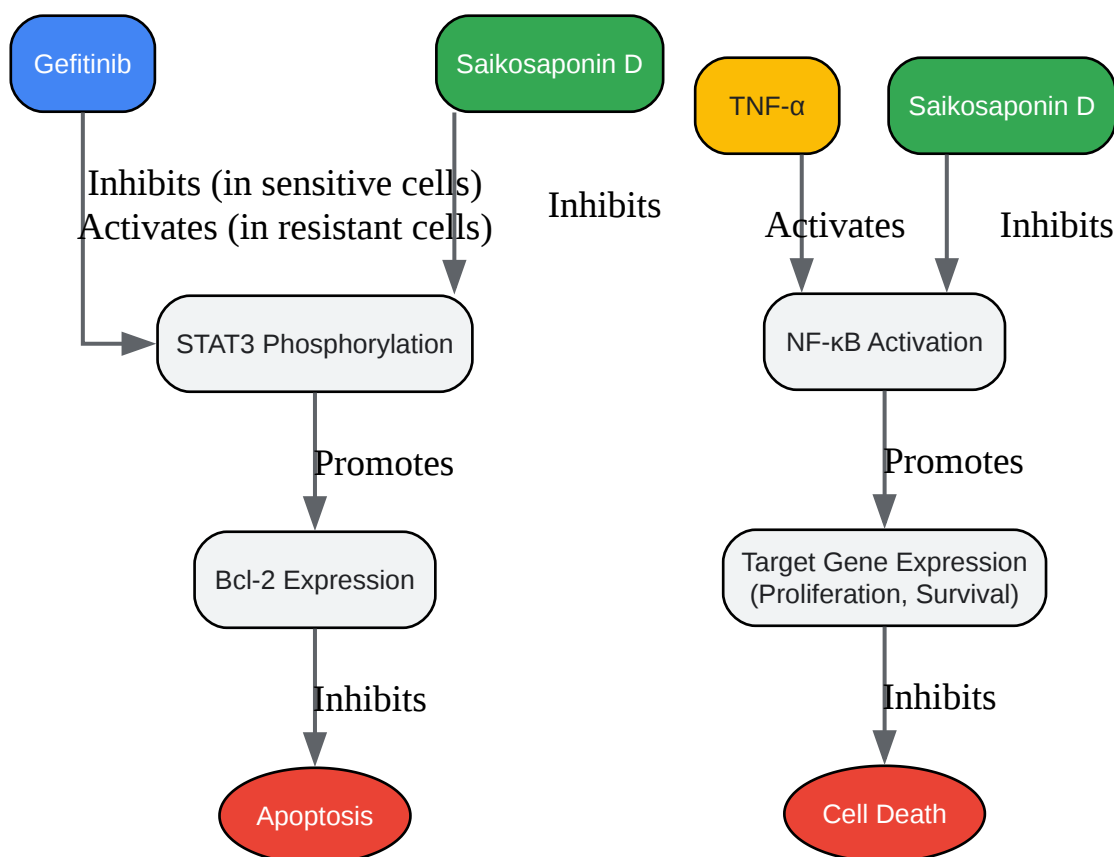 Gefitinib
Saikosaponin D
TNF-α
Saikosaponin D
Inhibits (in sensitive cells)
Activates (in resistant cells)
Inhibits
Activates
Inhibits
STAT3 Phosphorylation
NF-κB Activation
Promotes
Promotes
Bcl-2 Expression
Target Gene Expression
(Proliferation, Survival)
Inhibits
Inhibits
Apoptosis
Cell Death